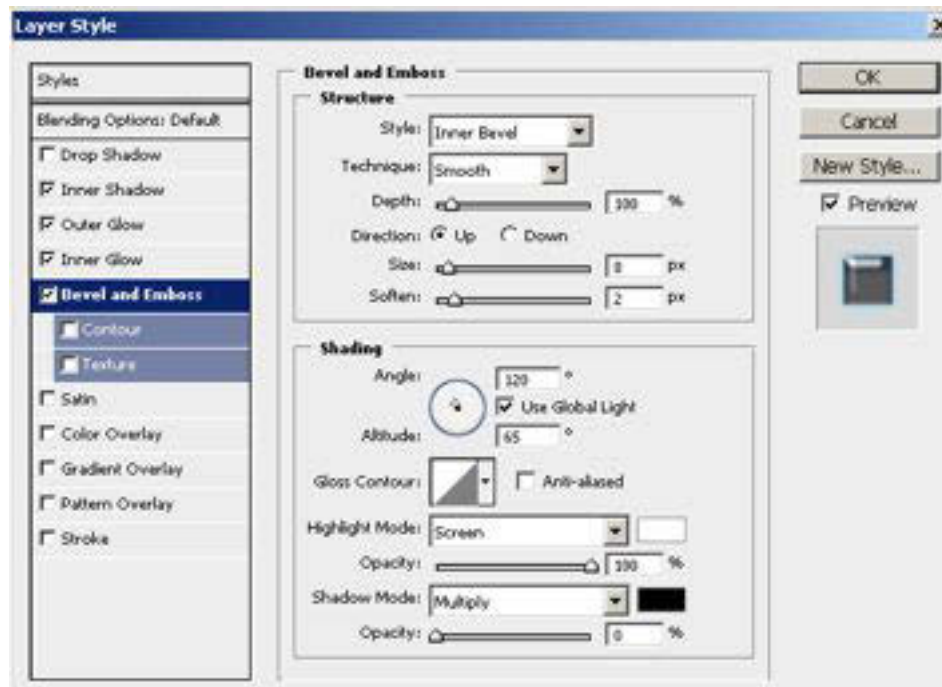 Layer Style
Styles
Blending Options: Default
Drop Shadow
Inner Shadow
Outer Glow
Inner Glow
Bevel and Emboss
Contour
Texture
Satin
Color Overlay
Gradient Overlay
Pattern Overlay
Stroke
Bevel and Emboss
Structure
Style: Inner Bevel
Technique: Smooth
Depth: 100 %
Direction: Up Down
Size: px
Soften: 2 px
Shading
Angle: 120 °
Use Global Light
Altitude: 65 °
Gloss Contour: Anti-aliased
Highlight Mode: Screen
Opacity: 100 %
Shadow Mode: Multiply
Opacity: 0 %
OK
Cancel
New Style...
Preview